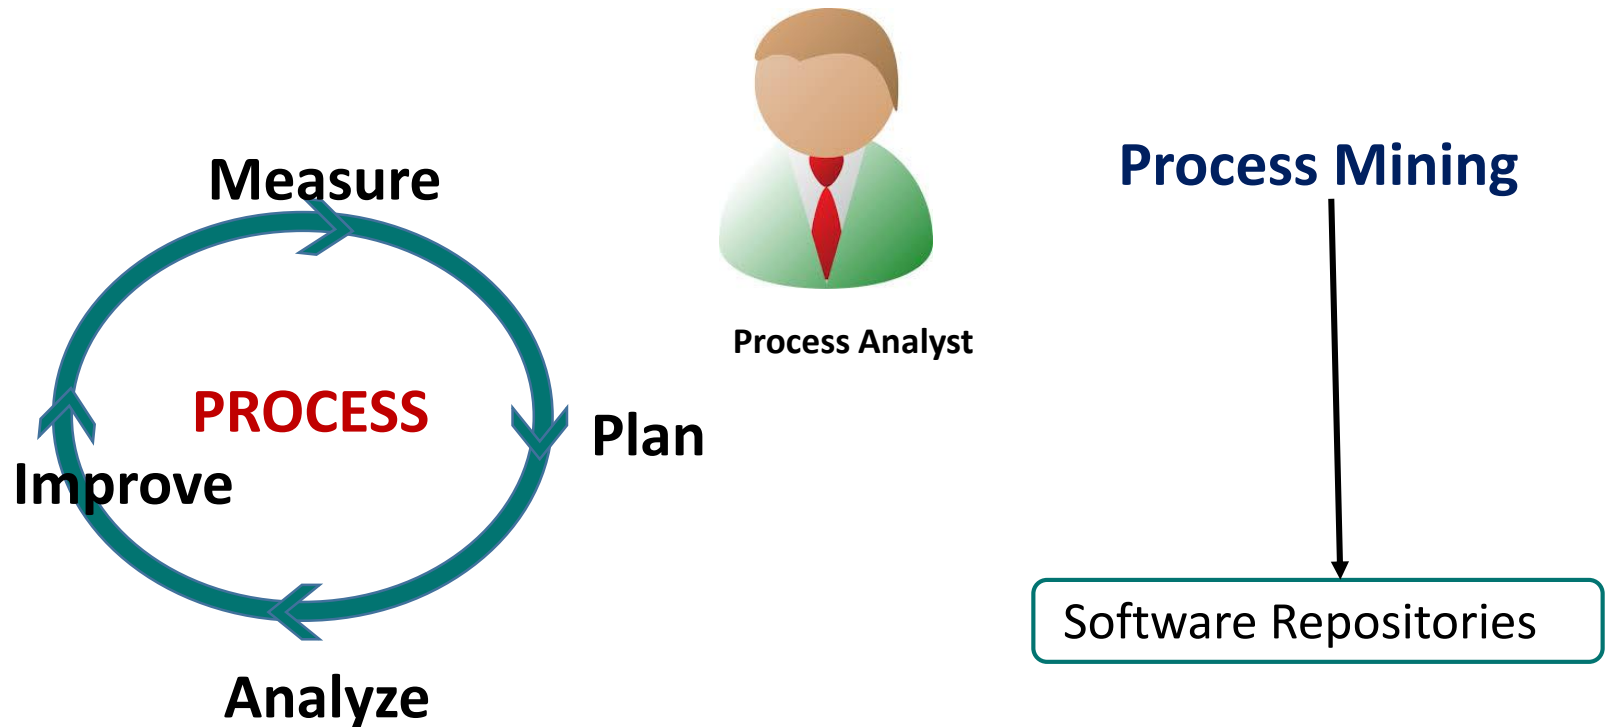 Measure
Process Mining
Process Analyst
PROCESS
Plan
Improve
Software Repositories
Analyze